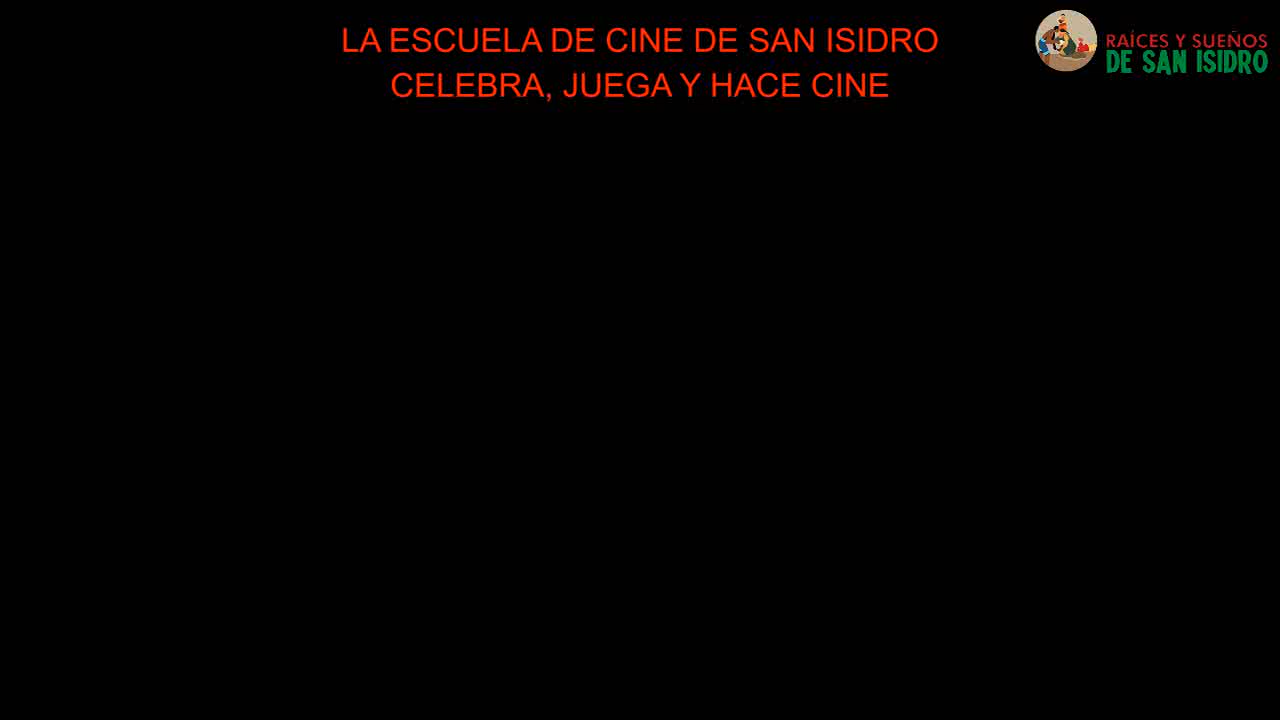 LA ESCUELA DE CINE DE SAN ISIDRO
CELEBRA, JUEGA Y HACE CINE
RAÍCES Y SUEÑOS
DE SAN ISIDRO